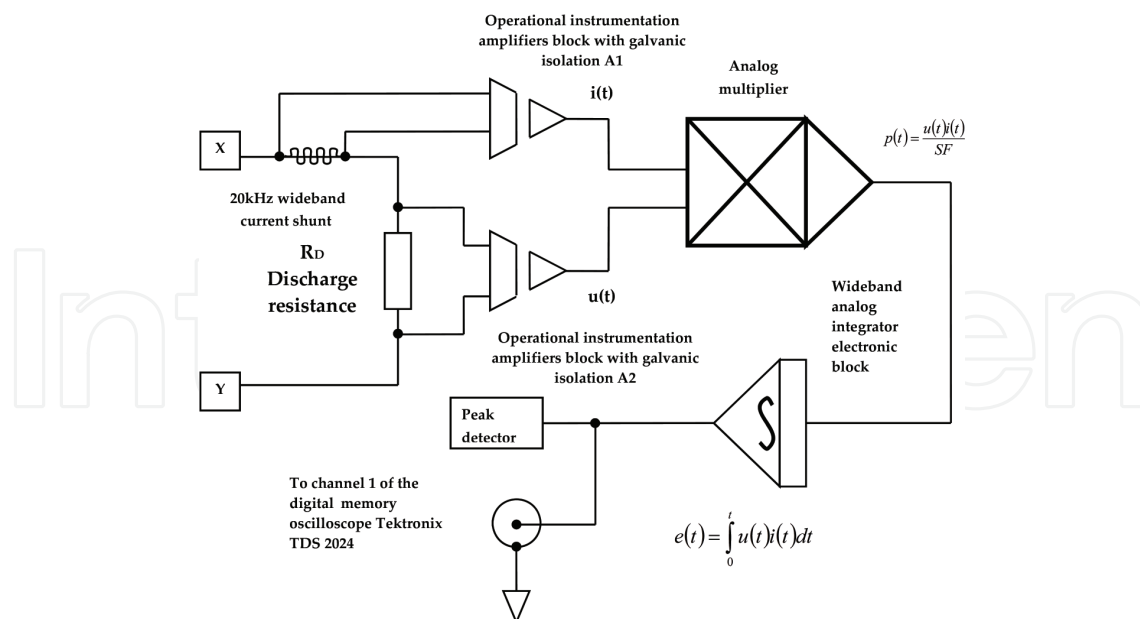 Operational instrumentation
amplifiers block with galvanic
isolation A1
i(t)
Analog
multiplier
X
p(t)=u(t)i(t)/SF
20kHz wideband
current shunt
RD
Discharge
resistance
u(t)
Wideband
analog
integrator
electronic
block
Operational instrumentation
amplifiers block with galvanic
isolation A2
Y
Peak
detector
∫
To channel 1 of the
digital memory
oscilloscope Tektronix
TDS 2024
e(t)=∫₀ᵗu(t)i(t)dt